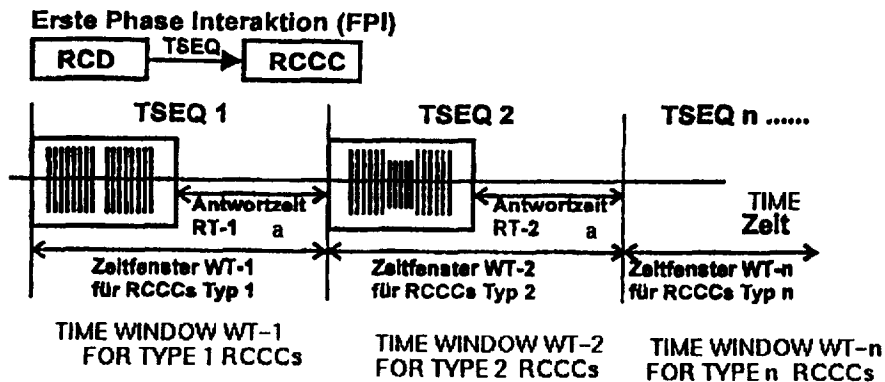 Erste Phase Interaktion (FPI)
RCD TSEQ RCCC
TSEQ 1 TSEQ 2 TSEQ n ......
Antwortzeit Antwortzeit TIME
RT-1 a RT-2 a Zeit
Zeitfenster WT-1 Zeitfenster WT-2 Zeitfenster WT-n
für RCCCs Typ 1 für RCCCs Typ 2 für RCCCs Typ n
TIME WINDOW WT-1 TIME WINDOW WT-2 TIME WINDOW WT-n
FOR TYPE 1 RCCCs FOR TYPE 2 RCCCs FOR TYPE n RCCCs